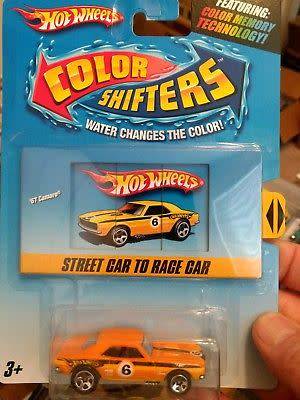 HOT WHEELS
FEATURING:
COLOR MEMORY
TECHNOLOGY!
COLOR
SHIFTERS™
WATER CHANGES THE COLOR!
'67 Camaro®
HOT WHEELS
6
STREET CAR TO RACE CAR
3+
6